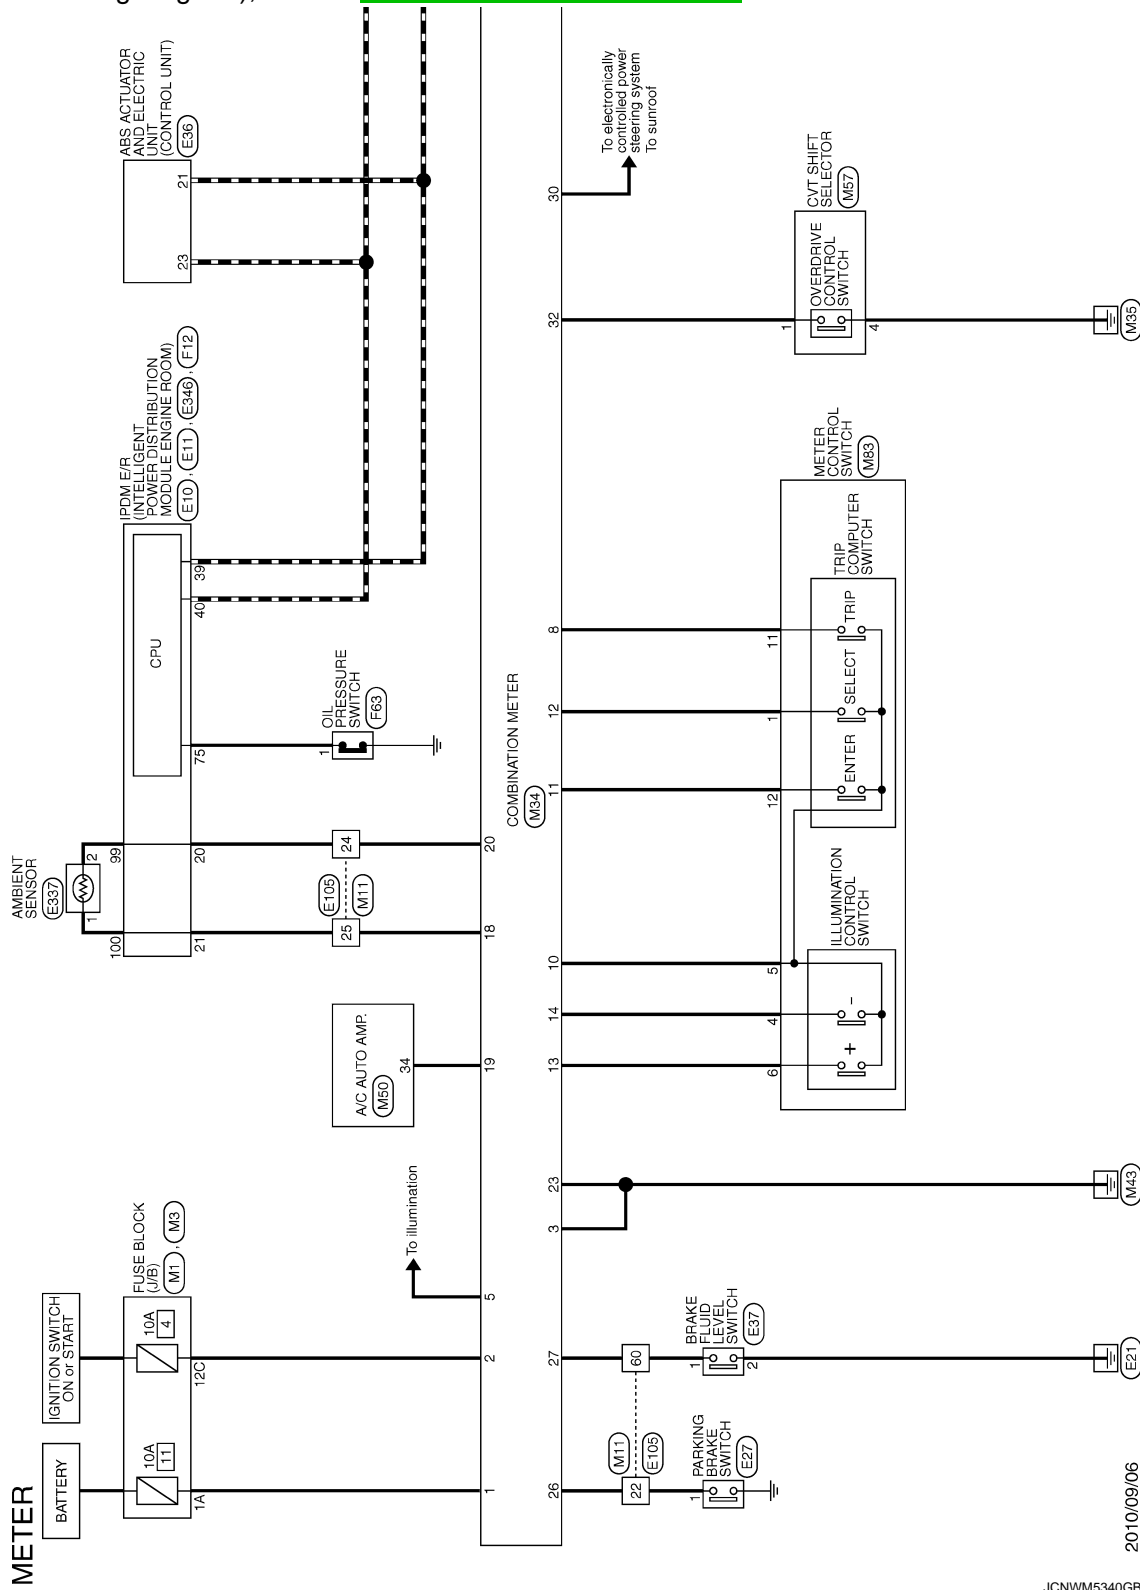 METER
BATTERY
IGNITION SWITCH
ON or START
10A
11
10A
4
1A
12C
FUSE BLOCK
(J/B)
M1 , M3
To illumination
A/C AUTO AMP.
M50
34
AMBIENT
SENSOR
E337
1
2
100
99
21
20
75
40
39
CPU
IPDM E/R
(INTELLIGENT
POWER DISTRIBUTION
MODULE ENGINE ROOM)
E10 , E11 , E346 , F12
25
24
E105
M11
1
OIL
PRESSURE
SWITCH
F63
23
21
ABS ACTUATOR
AND ELECTRIC
UNIT
(CONTROL UNIT)
E36
1
2
5
19
18
20
COMBINATION METER
M34
26
27
3
23
13
14
10
11
12
8
32
30
To electronically
controlled power
steering system
To sunroof
22
60
M11
E105
1
PARKING
BRAKE
SWITCH
E27
1
2
BRAKE
FLUID
LEVEL
SWITCH
E37
6
4
5
12
1
11
+
-
ILLUMINATION
CONTROL
SWITCH
ENTER
SELECT
TRIP
TRIP
COMPUTER
SWITCH
METER
CONTROL
SWITCH
M83
1
4
OVERDRIVE
CONTROL
SWITCH
CVT SHIFT
SELECTOR
M57
E21
M43
M35
2010/09/06